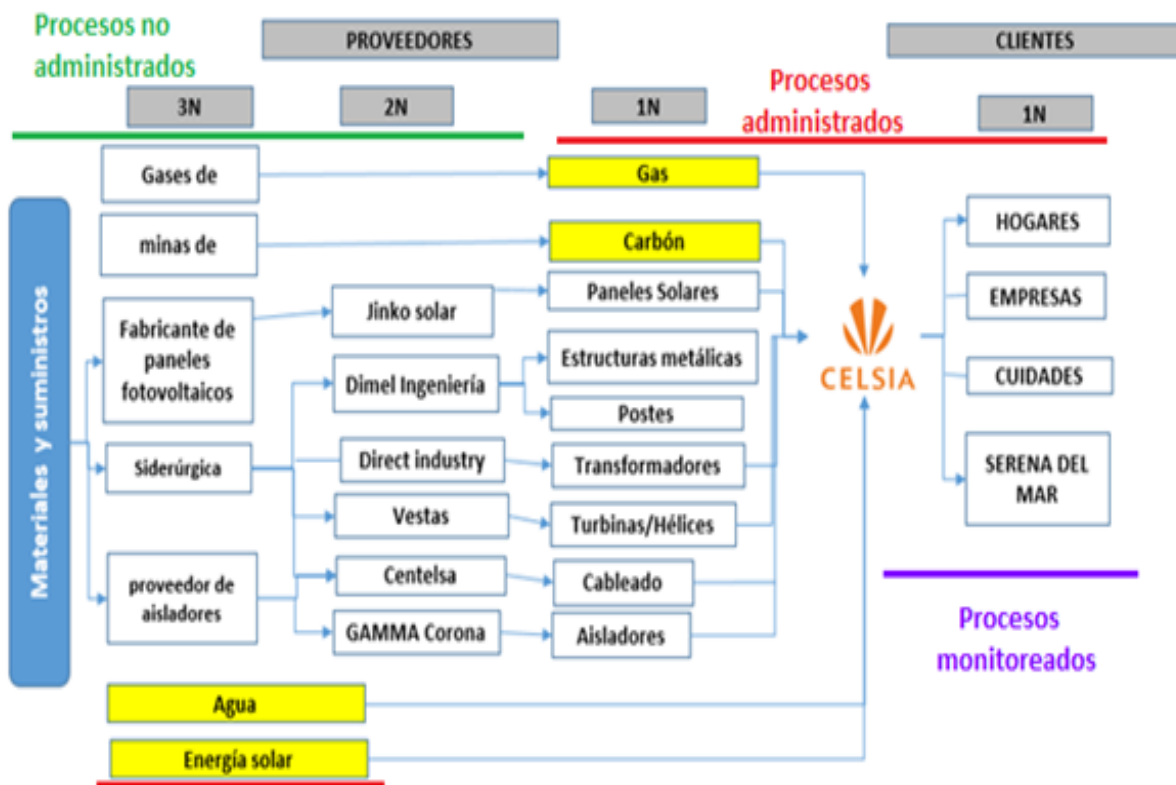 Procesos no
administrados
PROVEEDORES
CLIENTES
Procesos
administrados
3N
2N
1N
1N
Materiales y suministros
Gases de
Gas
minas de
Carbón
Fabricante de
paneles
fotovoltaicos
Jinko solar
Paneles Solares
Dimel Ingeniería
Estructuras metálicas
Postes
Siderúrgica
Direct industry
Transformadores
Vestas
Turbinas/Hélices
proveedor de
aisladores
Centelsa
Cableado
GAMMA Corona
Aisladores
Agua
Energía solar
CELSIA
HOGARES
EMPRESAS
CUIDADES
SERENA DEL
MAR
Procesos
monitoreados